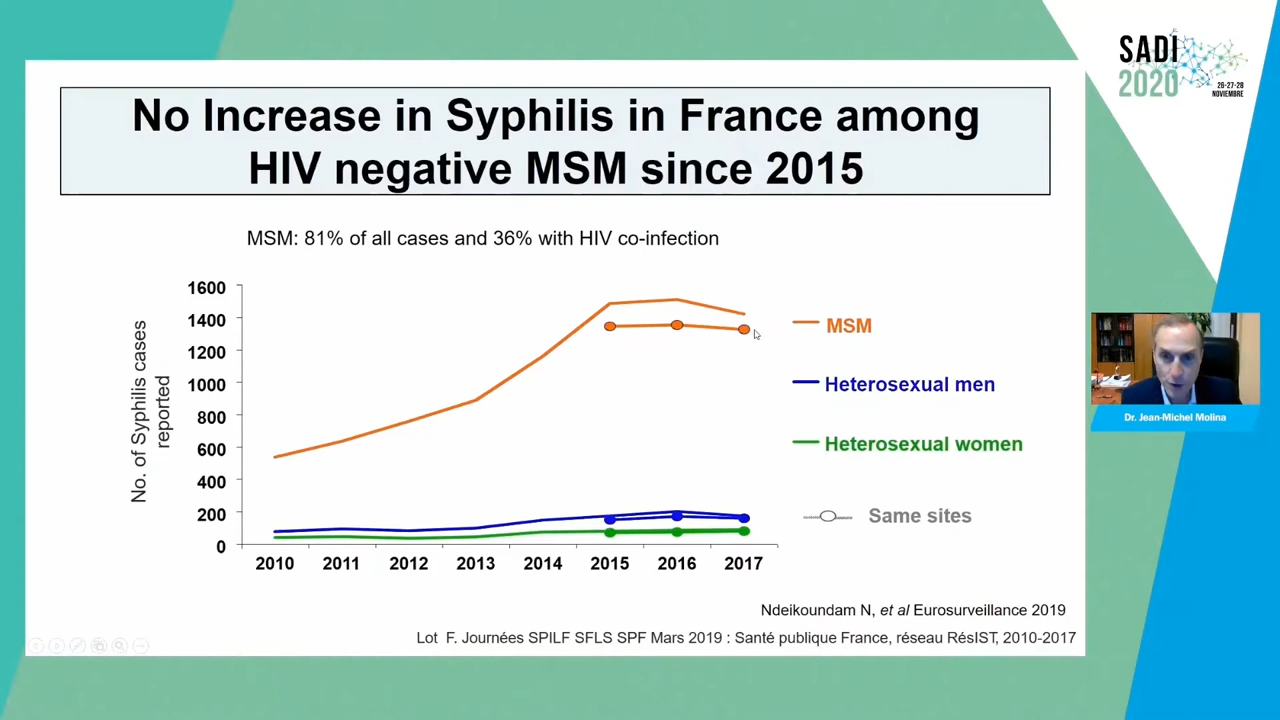 SADI
2020
26-27-28
NOVIEMBRE
No Increase in Syphilis in France among
HIV negative MSM since 2015
MSM: 81% of all cases and 36% with HIV co-infection
No. of Syphilis cases
reported
1600
1400
1200
1000
800
600
400
200
0
2010 2011 2012 2013 2014 2015 2016 2017
MSM
Heterosexual men
Heterosexual women
Same sites
Dr. Jean-Michel Molina
Ndeikoundam N, et al Eurosurveillance 2019
Lot F. Journées SPILF SFLS SPF Mars 2019 : Santé publique France, réseau RésIST, 2010-2017